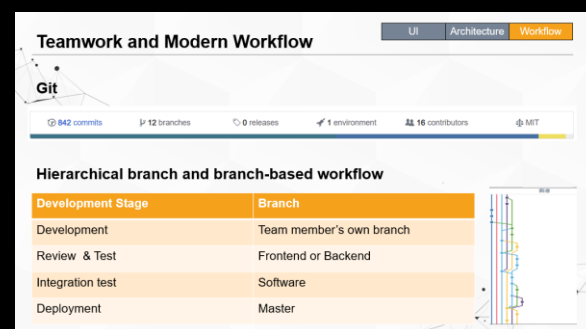 UI Architecture Workflow
Teamwork and Modern Workflow
Git
842 commits 12 branches 0 releases 1 environment 16 contributors MIT
Hierarchical branch and branch-based workflow
Development Stage Branch
Development Team member's own branch
Review & Test Frontend or Backend
Integration test Software
Deployment Master